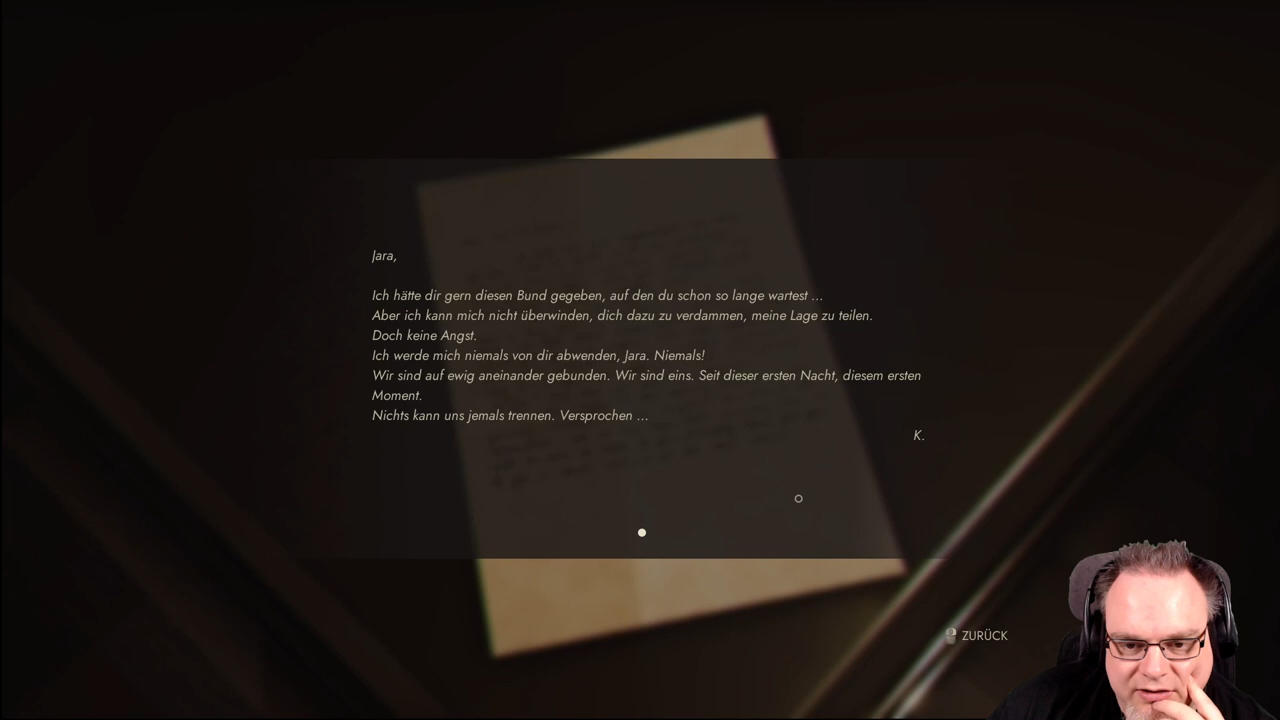 Jara,
Ich hätte dir gern diesen Bund gegeben, auf den du schon so lange wartest ...
Aber ich kann mich nicht überwinden, dich dazu zu verdammen, meine Lage zu teilen.
Doch keine Angst.
Ich werde mich niemals von dir abwenden, Jara. Niemals!
Wir sind auf ewig aneinander gebunden. Wir sind eins. Seit dieser ersten Nacht, diesem ersten
Moment.
Nichts kann uns jemals trennen. Versprochen ...
K.
ZURÜCK